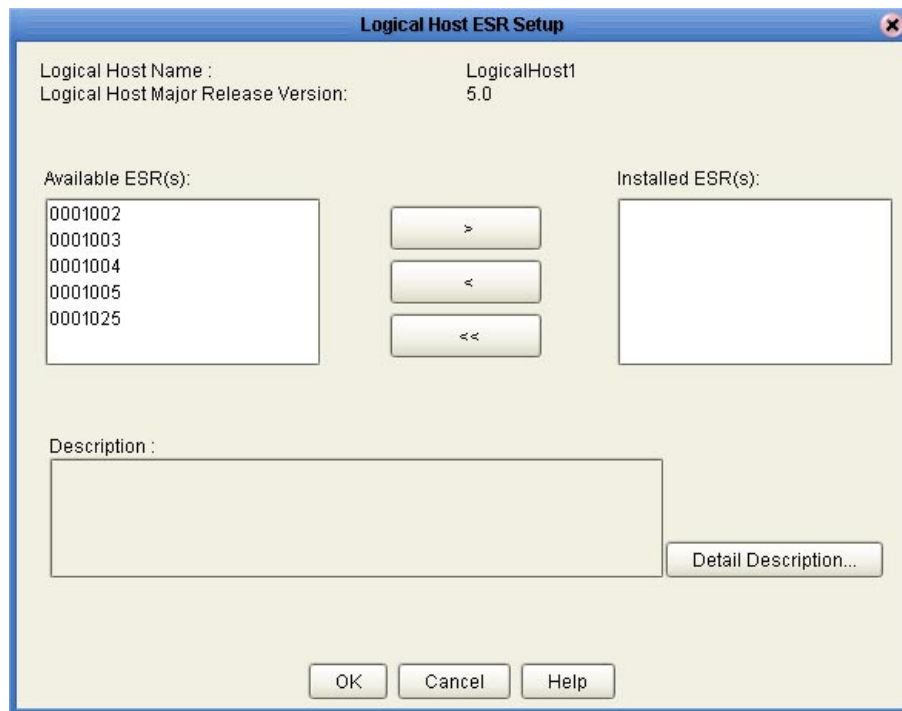 Logical Host ESR Setup
Logical Host Name : LogicalHost1
Logical Host Major Release Version: 5.0
Available ESR(s): Installed ESR(s):
0001002
0001003
0001004
0001005
0001025
>
<
<<
Description :
Detail Description...
OK Cancel Help